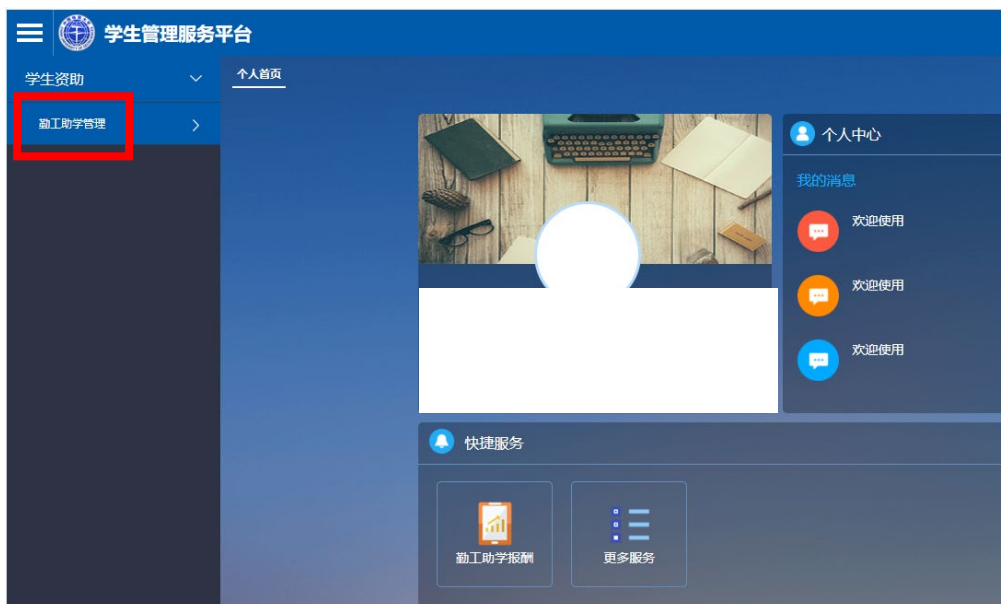 学生管理服务平台
学生资助
勤工助学管理
个人首页
个人中心
我的消息
欢迎使用
欢迎使用
欢迎使用
快捷服务
勤工助学报酬
更多服务